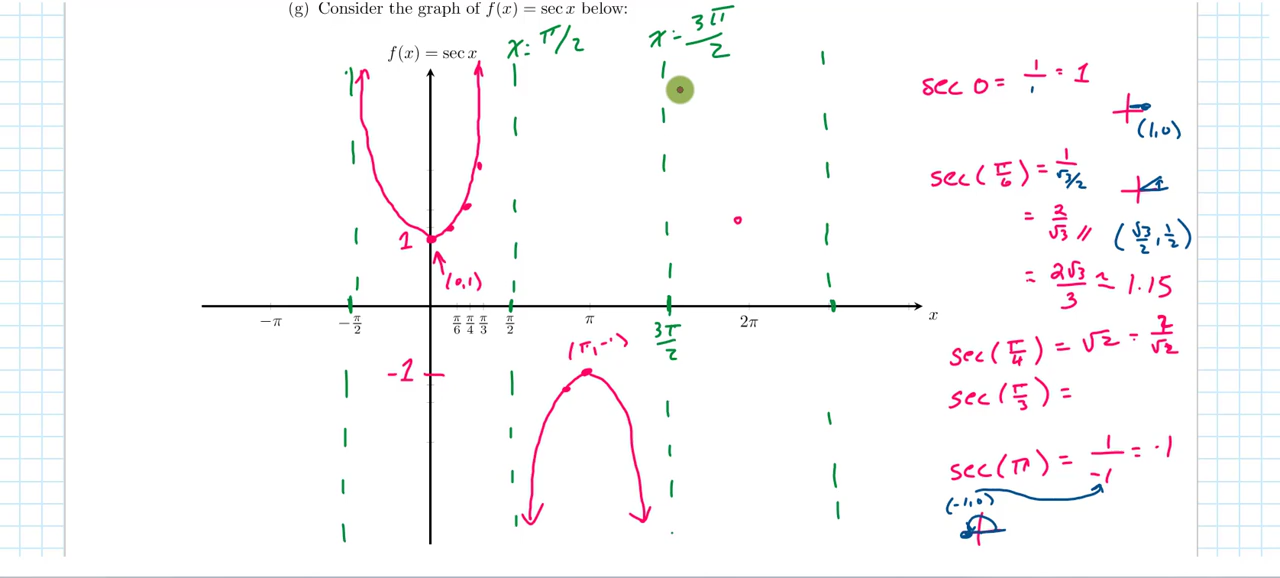 (g) Consider the graph of f(x) = sec x below:
f(x) = sec x
x = π/2
x = 3π/2
1
(0,1)
-1
(π,-1)
-π
-π/2
π/6 π/4 π/3 π/2
π
3π/2
2π
x
sec 0 = 1/1 = 1
(1,0)
sec(π/6) = 1/√3/2
= 2/√3 //
(√3/2, 1/2)
= 2√3/3 ≈ 1.15
sec(π/4) = √2 = 2/√2
sec(π/3) =
sec(π) = 1/-1 = -1
(-1,0)